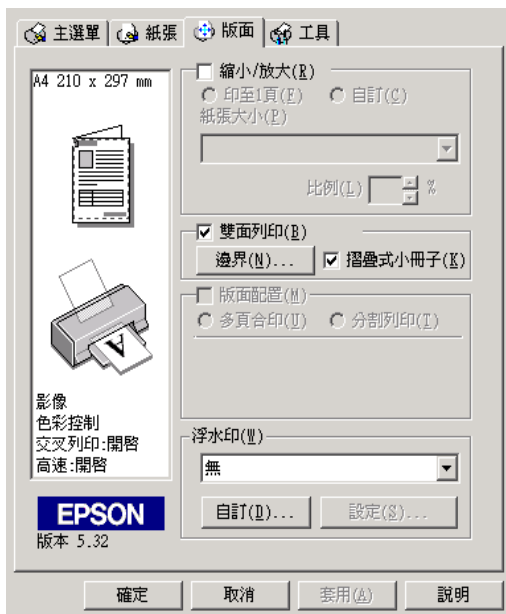 主選單 紙張 版面 工具
A4 210 x 297 mm
影像
色彩控制
交叉列印:開啓
高速:開啓
EPSON
版本 5.32
縮小/放大(R)
印至1頁(F) 自訂(C)
紙張大小(P)
比例(L) %
雙面列印(B)
邊界(N)... 摺疊式小冊子(K)
版面配置(M)
多頁合印(U) 分割列印(T)
浮水印(W)
無
自訂(D)... 設定(S)...
確定 取消 套用(A) 說明